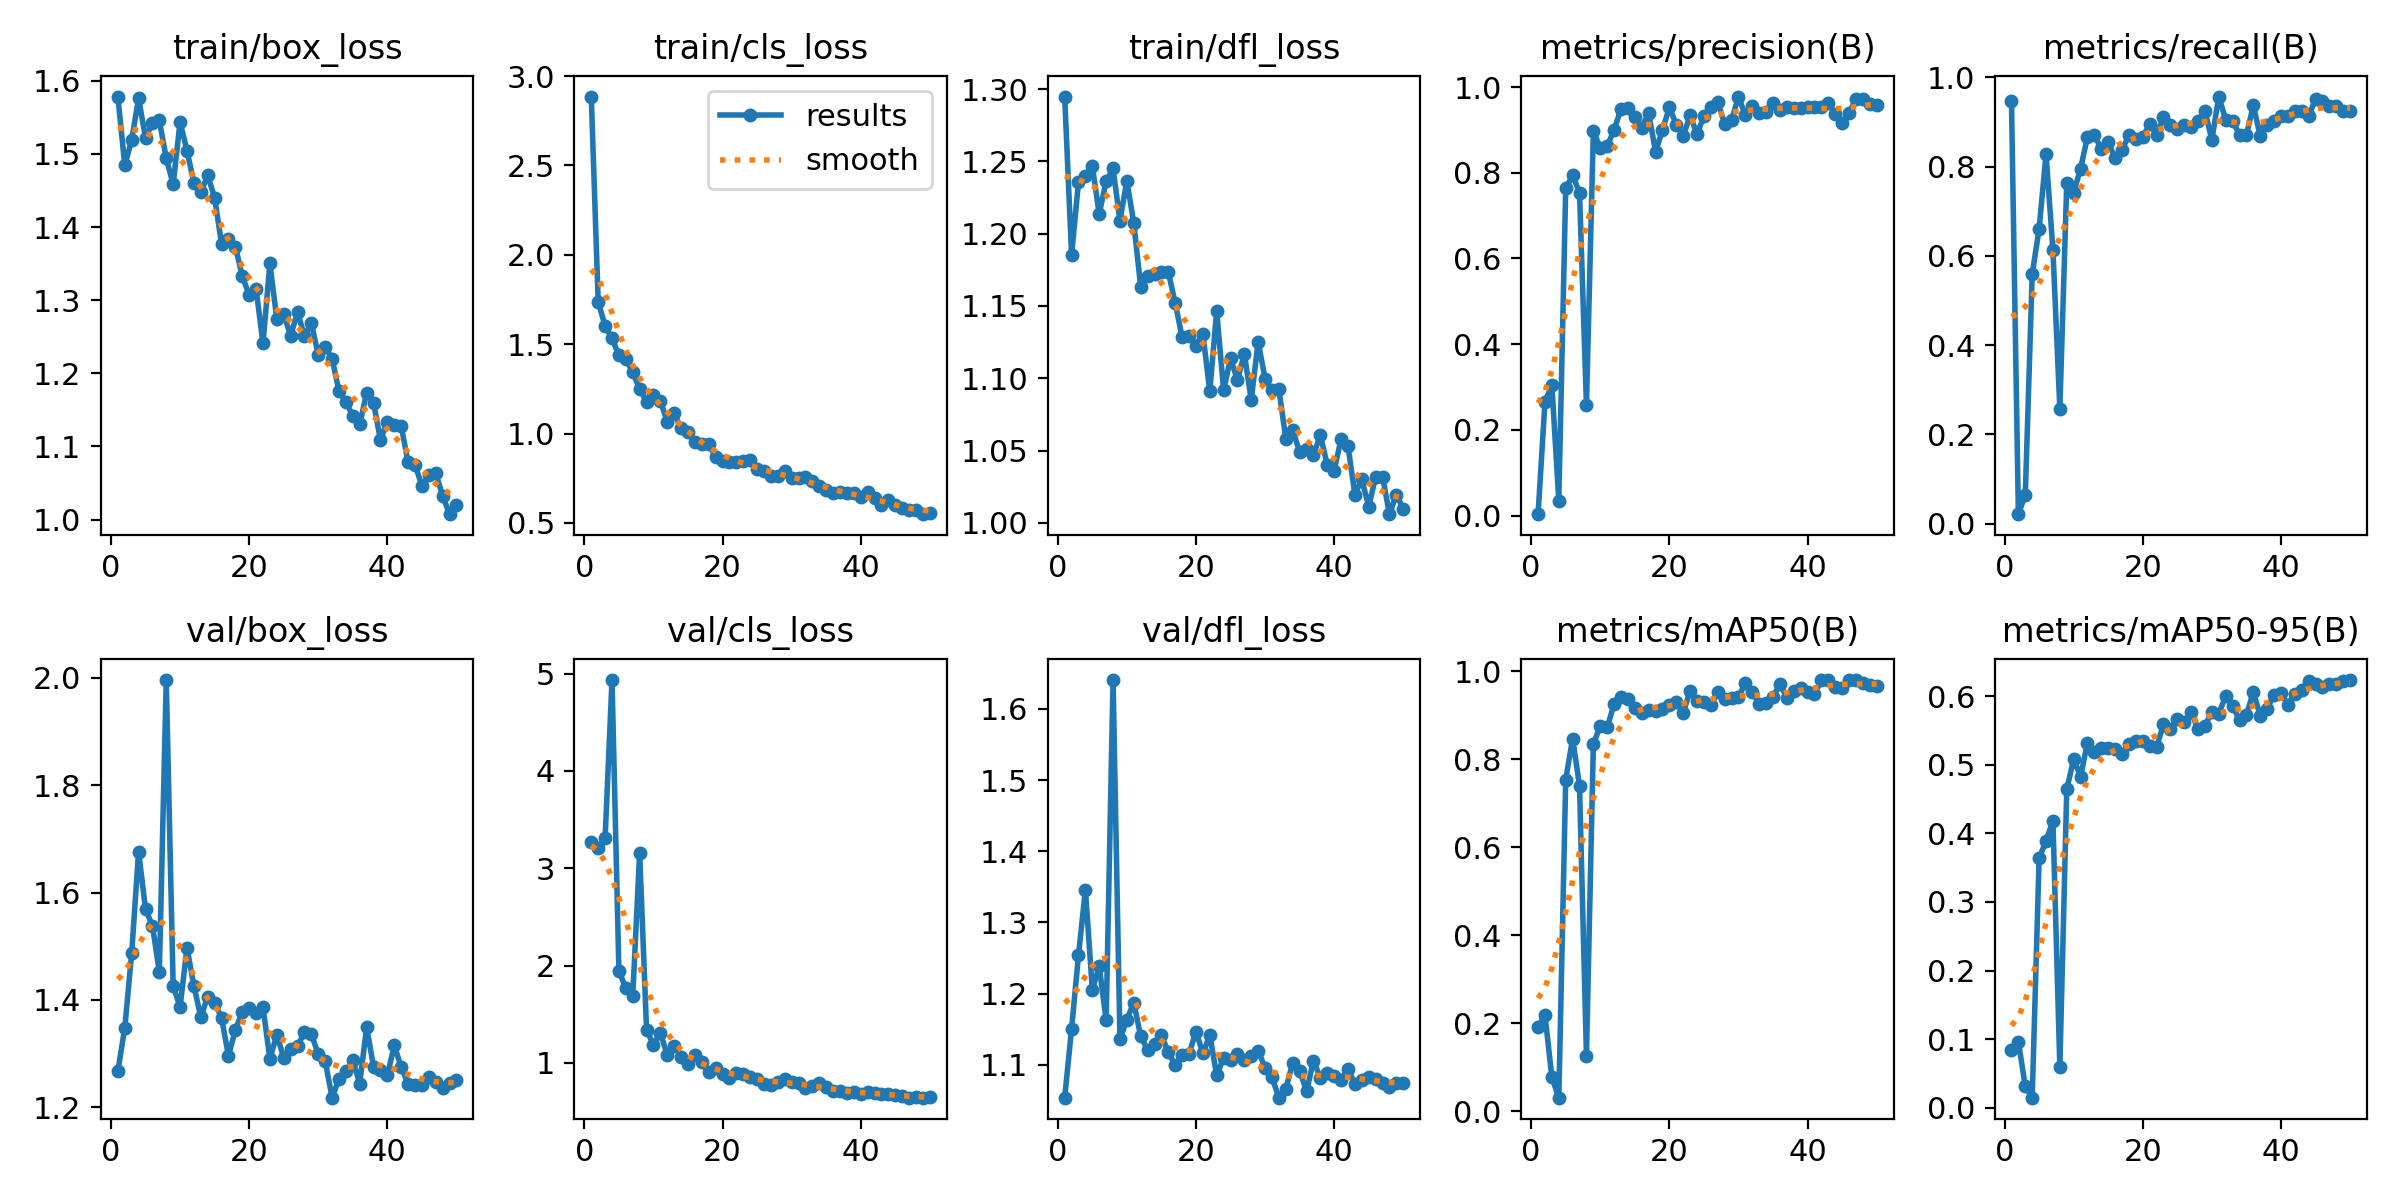 train/box_loss
1.6
1.5
1.4
1.3
1.2
1.1
1.0
0 20 40
train/cls_loss
results
smooth
3.0
2.5
2.0
1.5
1.0
0.5
0 20 40
train/dfl_loss
1.30
1.25
1.20
1.15
1.10
1.05
1.00
0 20 40
metrics/precision(B)
1.0
0.8
0.6
0.4
0.2
0.0
0 20 40
metrics/recall(B)
1.0
0.8
0.6
0.4
0.2
0.0
0 20 40
val/box_loss
2.0
1.8
1.6
1.4
1.2
0 20 40
val/cls_loss
5
4
3
2
1
0 20 40
val/dfl_loss
1.6
1.5
1.4
1.3
1.2
1.1
0 20 40
metrics/mAP50(B)
1.0
0.8
0.6
0.4
0.2
0.0
0 20 40
metrics/mAP50-95(B)
0.6
0.5
0.4
0.3
0.2
0.1
0.0
0 20 40